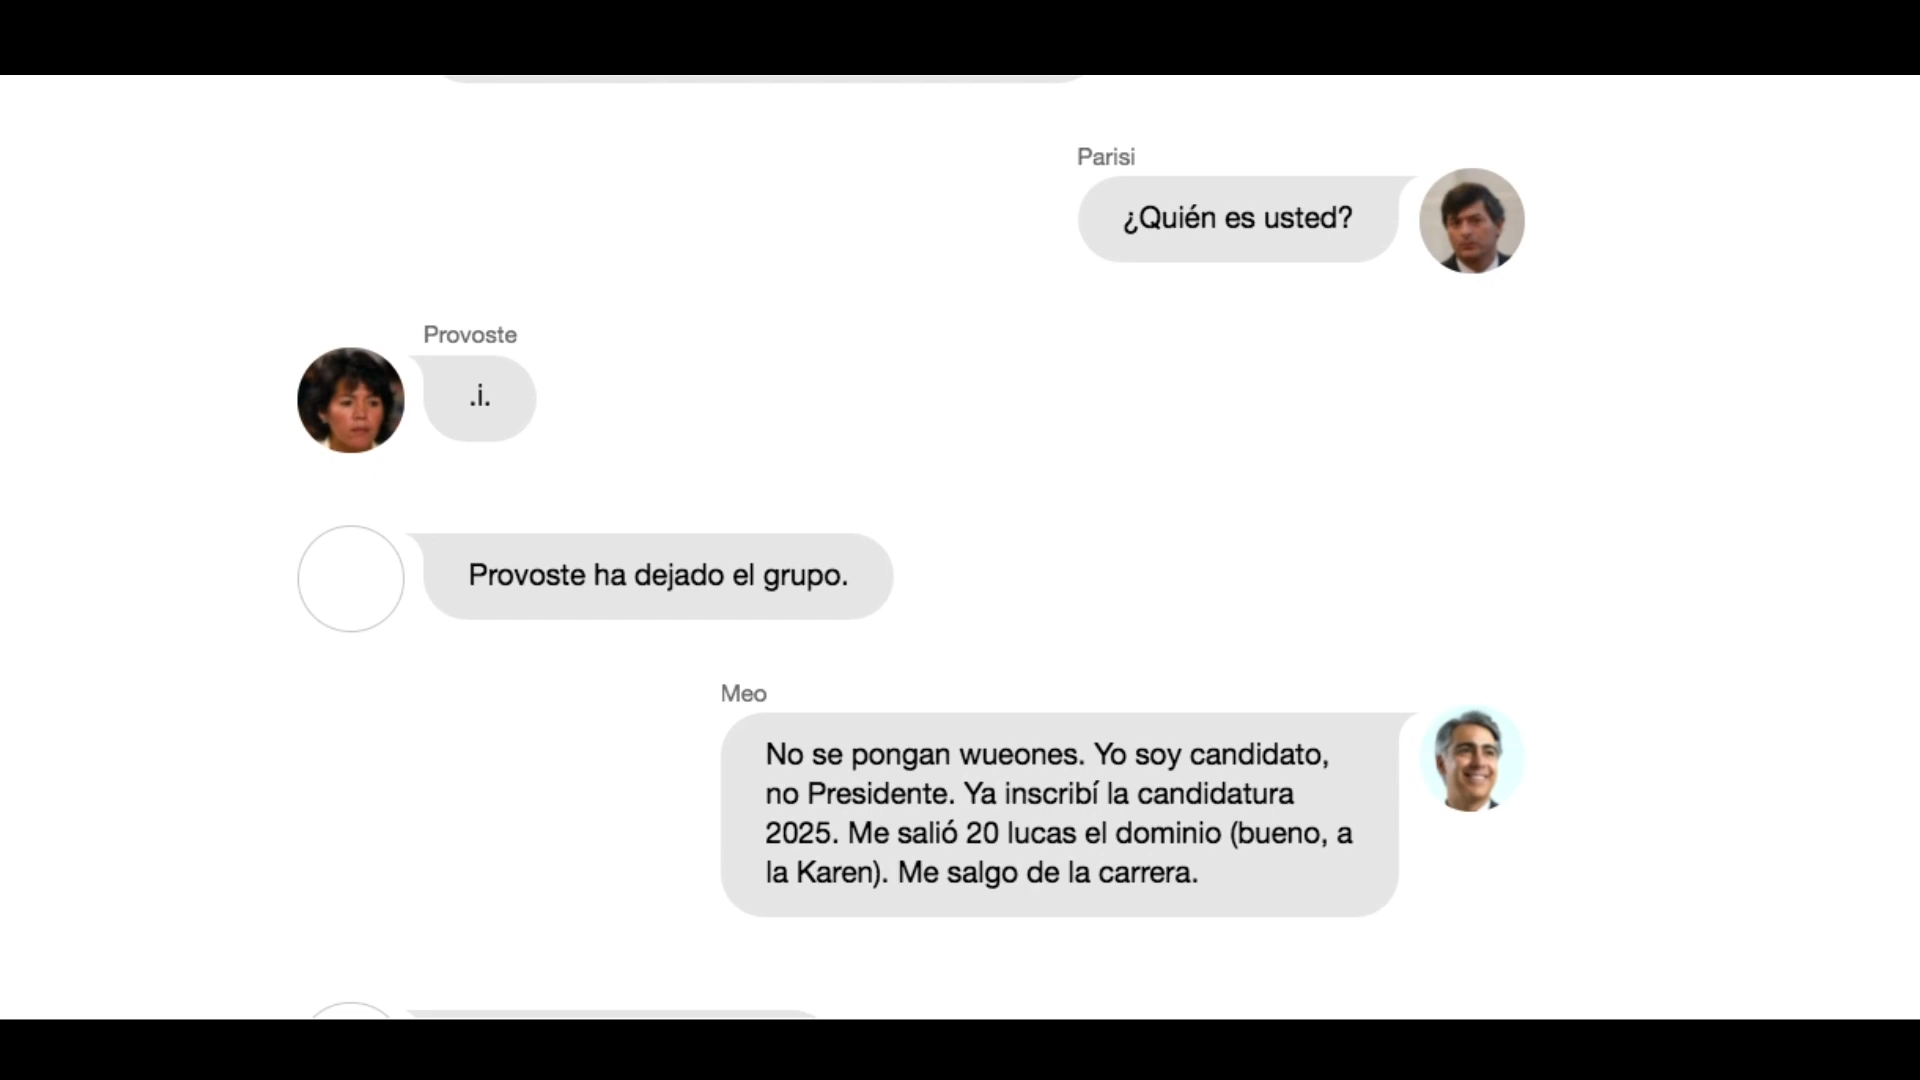 Parisi
¿Quién es usted?
Provoste
.i.
Provoste ha dejado el grupo.
Meo
No se pongan wueones. Yo soy candidato,
no Presidente. Ya inscribí la candidatura
2025. Me salió 20 lucas el dominio (bueno, a
la Karen). Me salgo de la carrera.